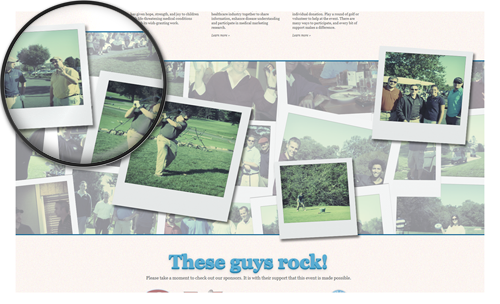 gives hope, strength, and joy to children
life threatening medical conditions
wish granting work.
healthcare industry together to share
information, enhance disease understanding
and participate in medical marketing
research.
Learn more »
individual donation. Play a round of golf or
volunteer to help at the event. There are
many ways to participate, and every bit of
support makes a difference.
Learn more »
These guys rock!
Please take a moment to check out our sponsors. It is with their support that this event is made possible.